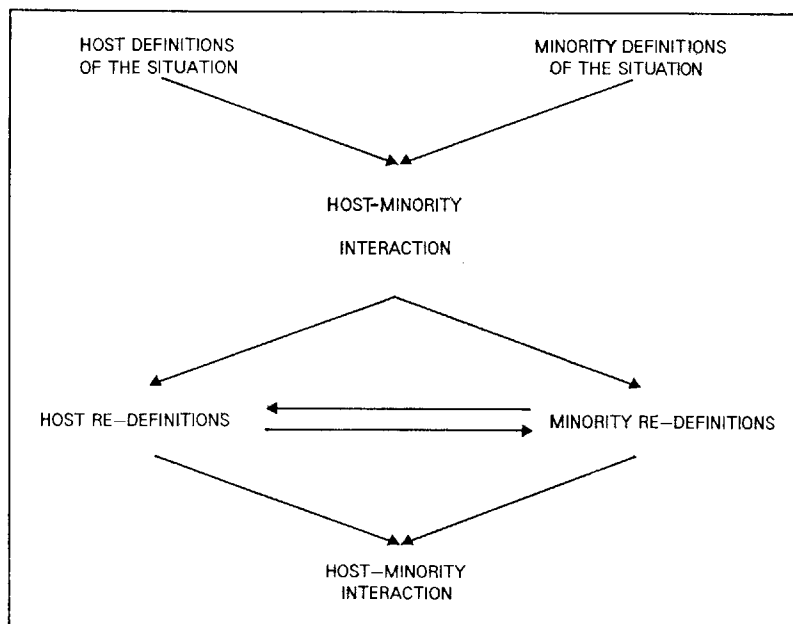 HOST DEFINITIONS
OF THE SITUATION
MINORITY DEFINITIONS
OF THE SITUATION
HOST-MINORITY
INTERACTION
HOST RE-DEFINITIONS
MINORITY RE-DEFINITIONS
HOST-MINORITY
INTERACTION